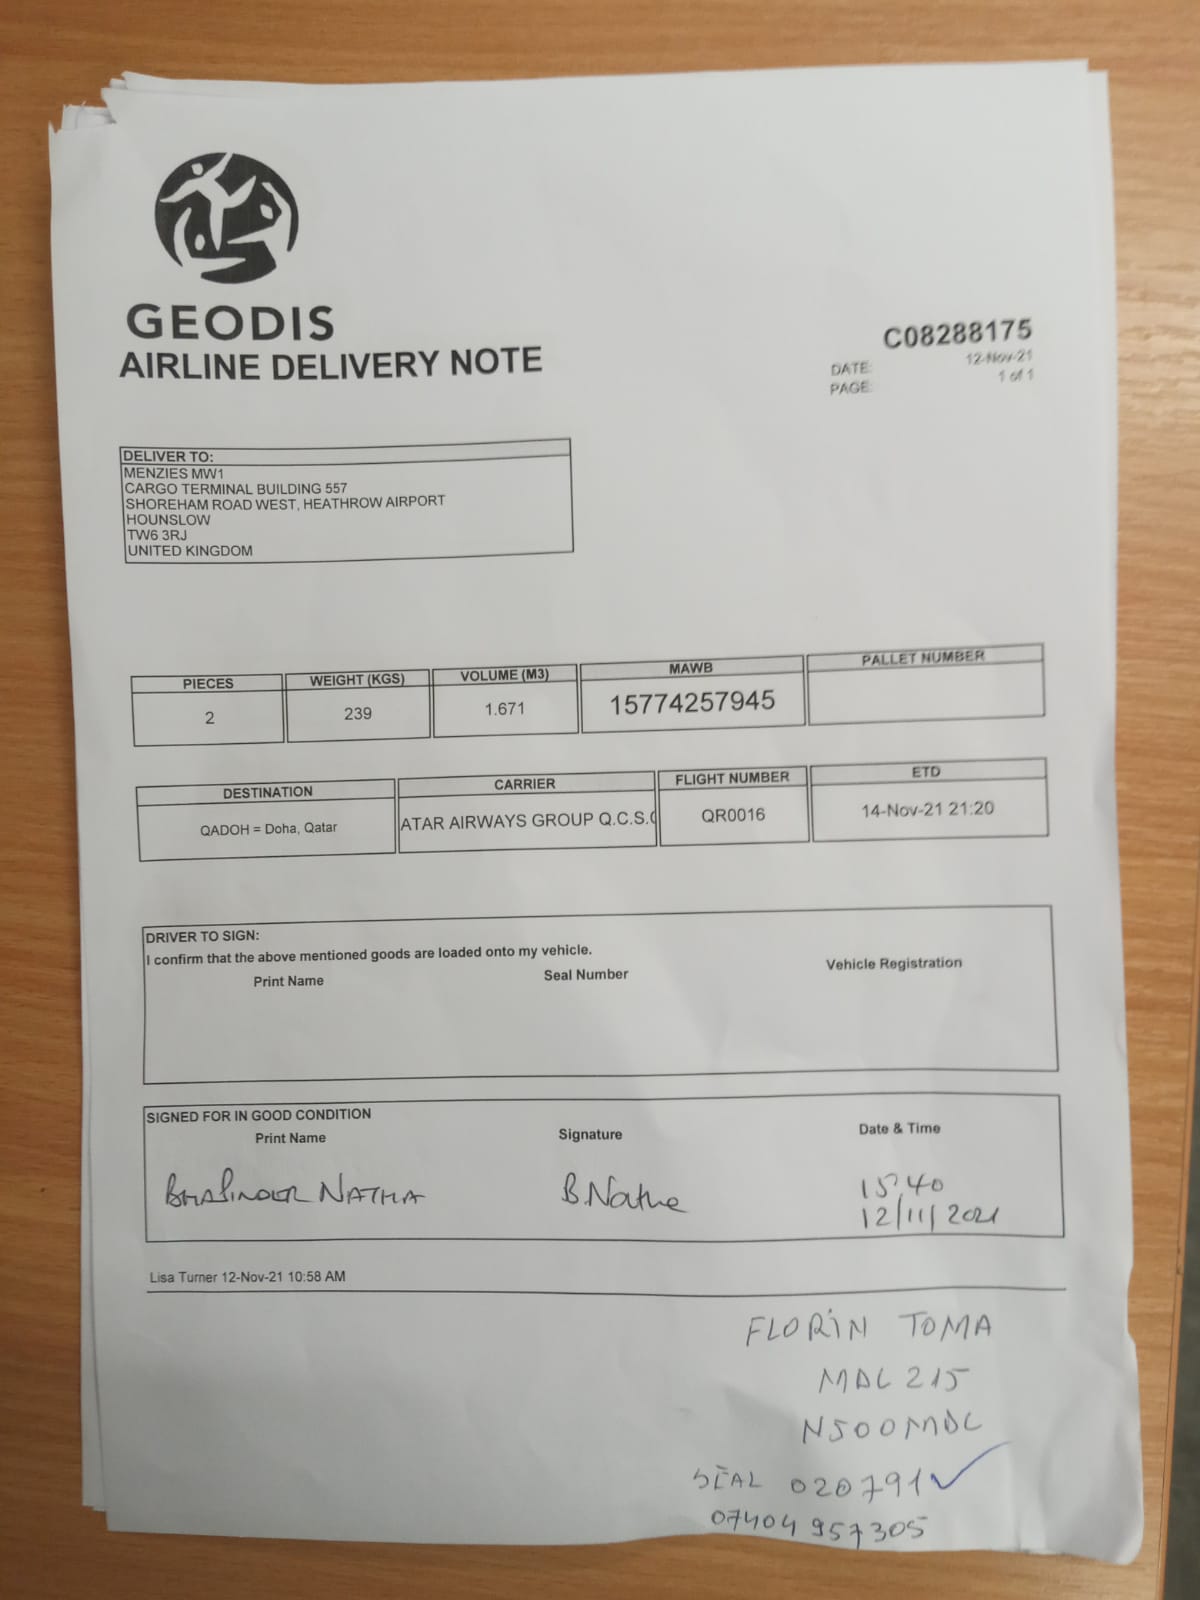 GEODIS
AIRLINE DELIVERY NOTE
C08288175
DATE: 12-Nov-21
PAGE: 1 of 1
DELIVER TO:
MENZIES MW1
CARGO TERMINAL BUILDING 557
SHOREHAM ROAD WEST, HEATHROW AIRPORT
HOUNSLOW
TW6 3RJ
UNITED KINGDOM
PIECES WEIGHT (KGS) VOLUME (M3) MAWB PALLET NUMBER
2 239 1.671 15774257945
DESTINATION CARRIER FLIGHT NUMBER ETD
QADOH = Doha, Qatar ATAR AIRWAYS GROUP Q.C.S.( QR0016 14-Nov-21 21:20
DRIVER TO SIGN:
I confirm that the above mentioned goods are loaded onto my vehicle.
Print Name Seal Number Vehicle Registration
SIGNED FOR IN GOOD CONDITION
Print Name Signature Date & Time
NATHA B.Natha 15:40
12/11/2021
Lisa Turner 12-Nov-21 10:58 AM
FLORIN TOMA
MDL 215
N500MDL
SEAL 020791 ✓
07404 957305